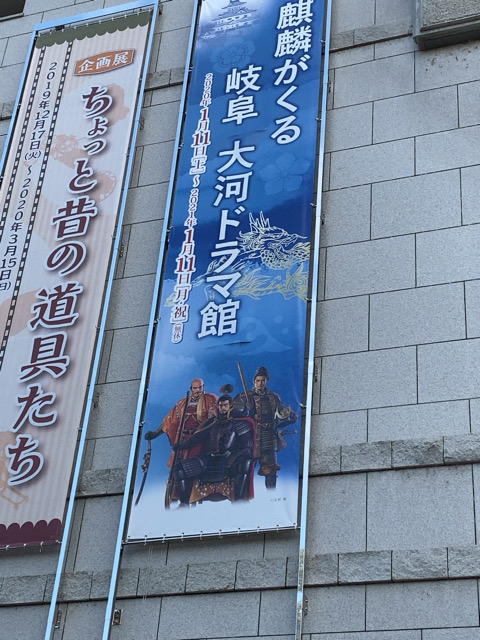 企画展
ちょっと昔の道具たち
2019年12月17日(火)～2020年3月15日(日)
麒麟がくる
岐阜 大河ドラマ館
2020年1月11日[土]～2021年1月11日[月・祝][無休]